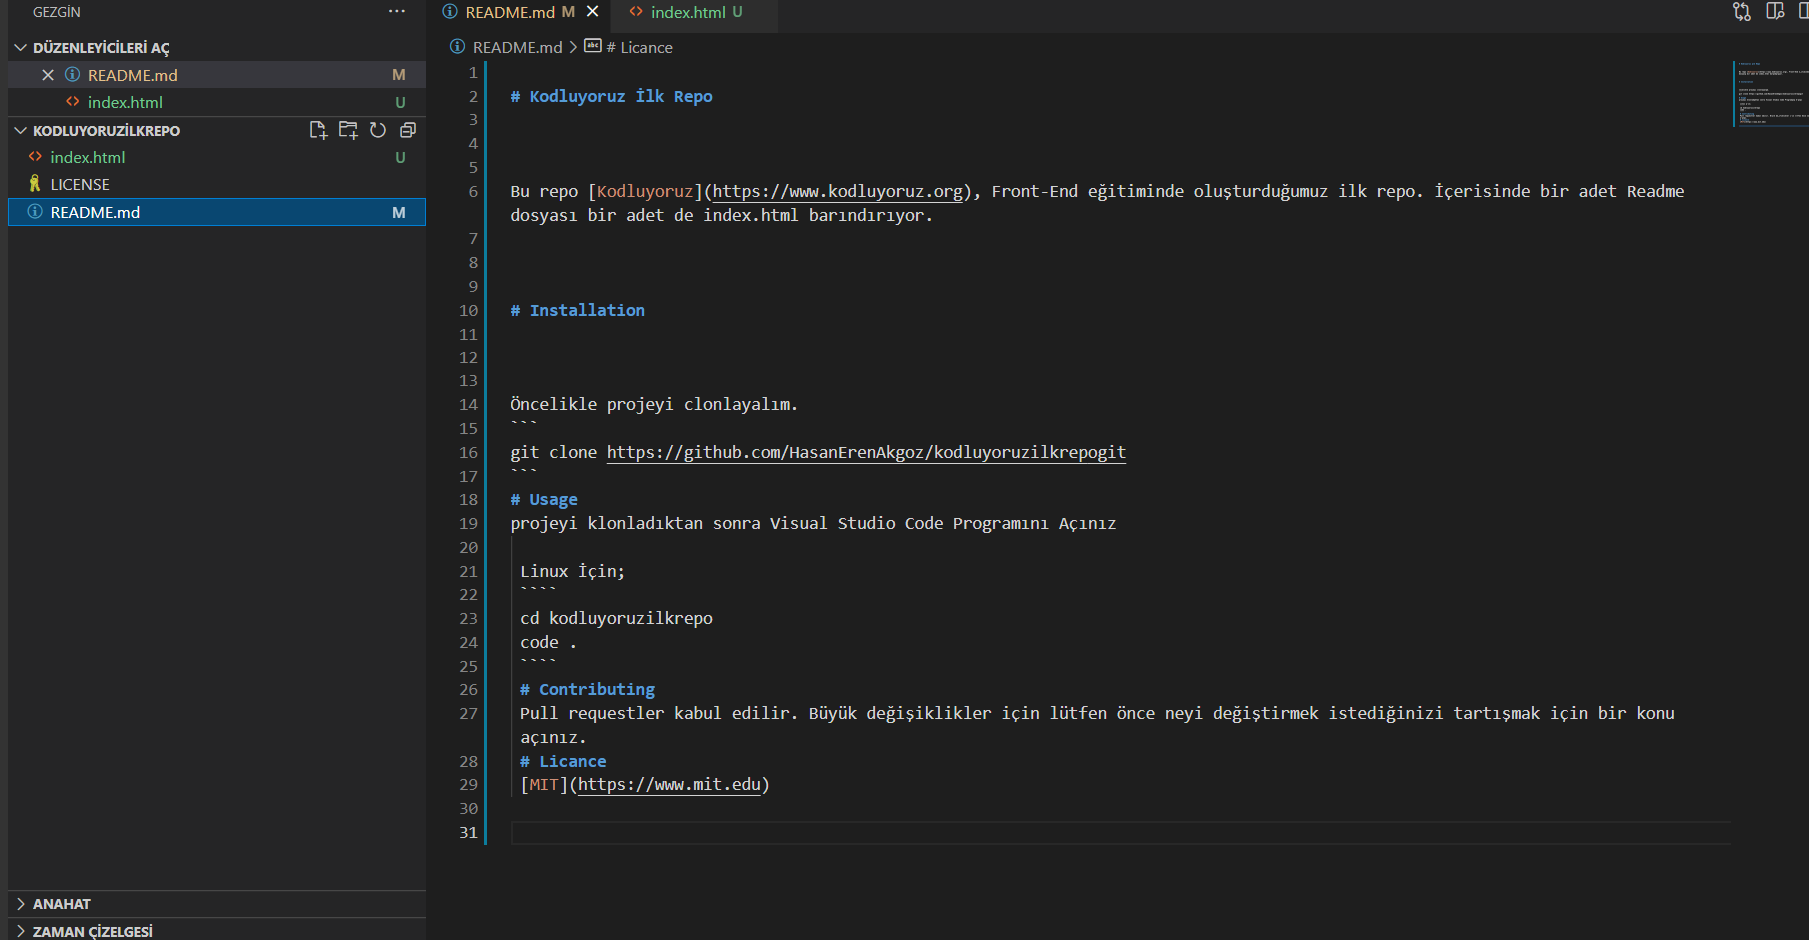 GEZGİN ...
DÜZENLEYİCİLERİ AÇ
README.md M
index.html U
KODLUYORUZİLKREPO
index.html U
LICENSE
README.md M
ANAHAT
ZAMAN ÇİZELGESİ
README.md M
index.html U
README.md > # Licance
1
2 # Kodluyoruz İlk Repo
3
4
5
6 Bu repo [Kodluyoruz](https://www.kodluyoruz.org), Front-End eğitiminde oluşturduğumuz ilk repo. İçerisinde bir adet Readme
dosyası bir adet de index.html barındırıyor.
7
8
9
10 # Installation
11
12
13
14 Öncelikle projeyi clonlayalım.
15 ```
16 git clone https://github.com/HasanErenAkgoz/kodluyoruzilkrepogit
17 ```
18 # Usage
19 projeyi klonladıktan sonra Visual Studio Code Programını Açınız
20
21 Linux İçin;
22 ````
23 cd kodluyoruzilkrepo
24 code .
25 ````
26 # Contributing
27 Pull requestler kabul edilir. Büyük değişiklikler için lütfen önce neyi değiştirmek istediğinizi tartışmak için bir konu
açınız.
28 # Licance
29 [MIT](https://www.mit.edu)
30
31